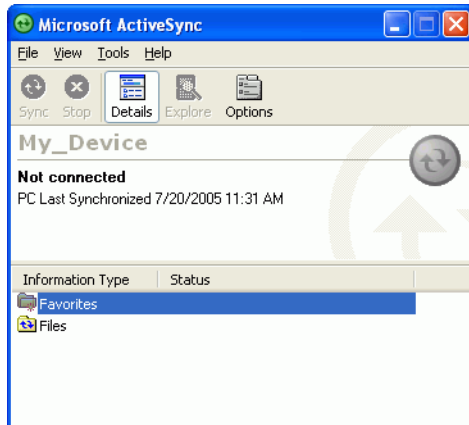 Microsoft ActiveSync
File View Tools Help
Sync Stop Details Explore Options
My_Device
Not connected
PC Last Synchronized 7/20/2005 11:31 AM
Information Type Status
Favorites
Files